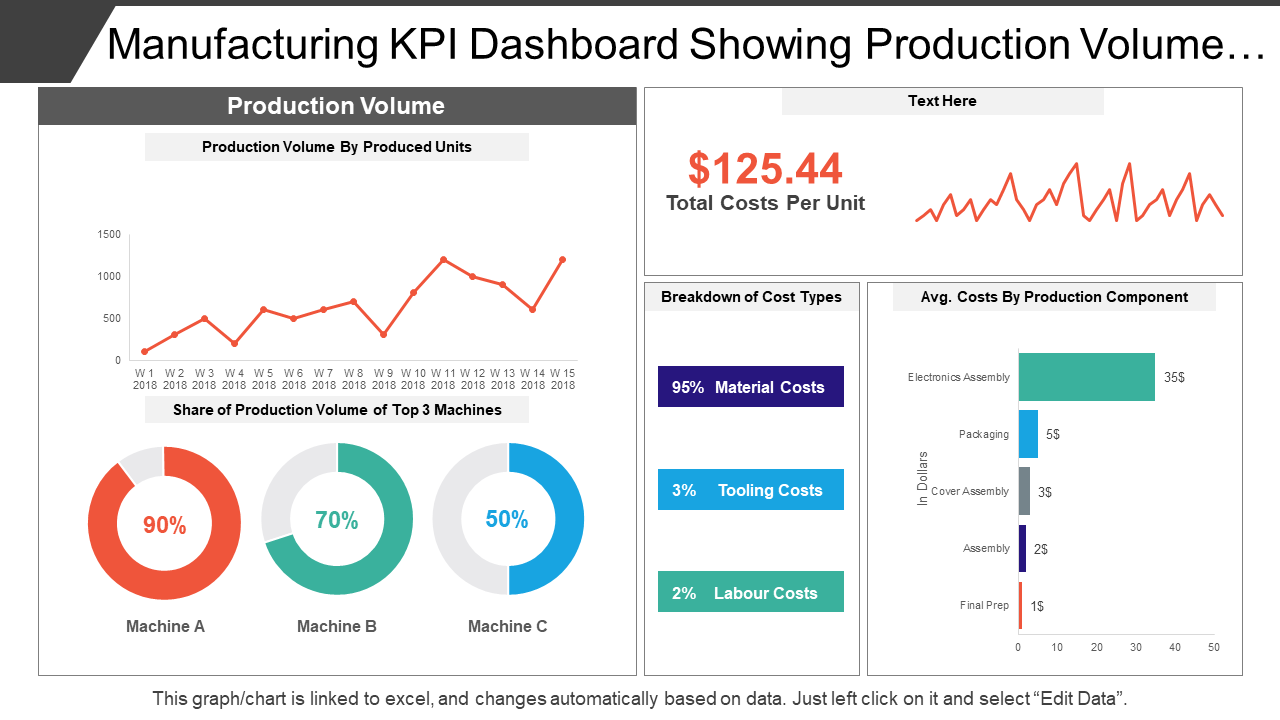 Manufacturing KPI Dashboard Showing Production Volume…
Production Volume
Production Volume By Produced Units
1500
1000
500
0
W 1 W 2 W 3 W 4 W 5 W 6 W 7 W 8 W 9 W 10 W 11 W 12 W 13 W 14 W 15
2018 2018 2018 2018 2018 2018 2018 2018 2018 2018 2018 2018 2018 2018 2018
Share of Production Volume of Top 3 Machines
90% 70% 50%
Machine A Machine B Machine C
Text Here
$125.44
Total Costs Per Unit
Breakdown of Cost Types
95% Material Costs
3% Tooling Costs
2% Labour Costs
Avg. Costs By Production Component
In Dollars
Electronics Assembly 35$
Packaging 5$
Cover Assembly 3$
Assembly 2$
Final Prep 1$
0 10 20 30 40 50
This graph/chart is linked to excel, and changes automatically based on data. Just left click on it and select “Edit Data”.